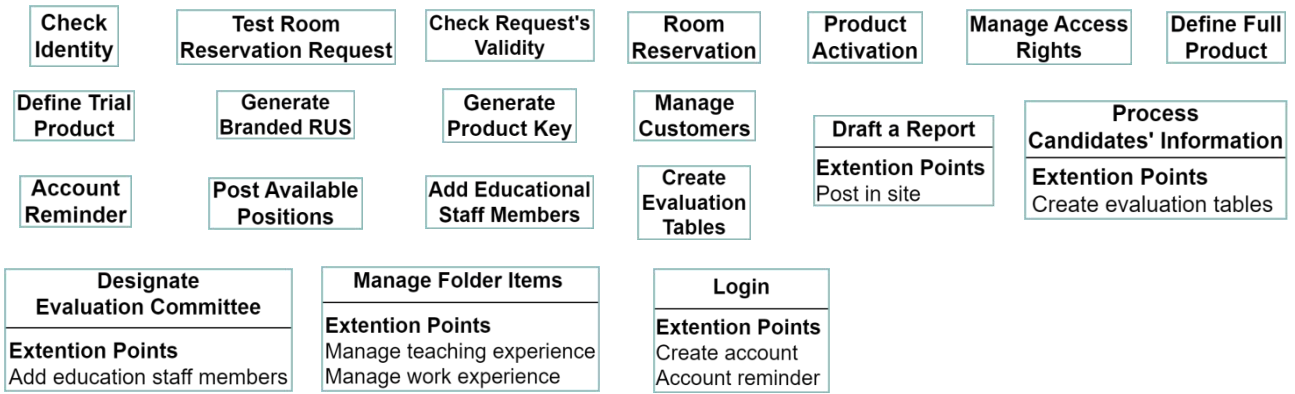 Check
Identity
Test Room
Reservation Request
Check Request's
Validity
Room
Reservation
Product
Activation
Manage Access
Rights
Define Full
Product
Define Trial
Product
Generate
Branded RUS
Generate
Product Key
Manage
Customers
Draft a Report
Extention Points
Post in site
Process
Candidates' Information
Extention Points
Create evaluation tables
Account
Reminder
Post Available
Positions
Add Educational
Staff Members
Create
Evaluation
Tables
Designate
Evaluation Committee
Extention Points
Add education staff members
Manage Folder Items
Extention Points
Manage teaching experience
Manage work experience
Login
Extention Points
Create account
Account reminder